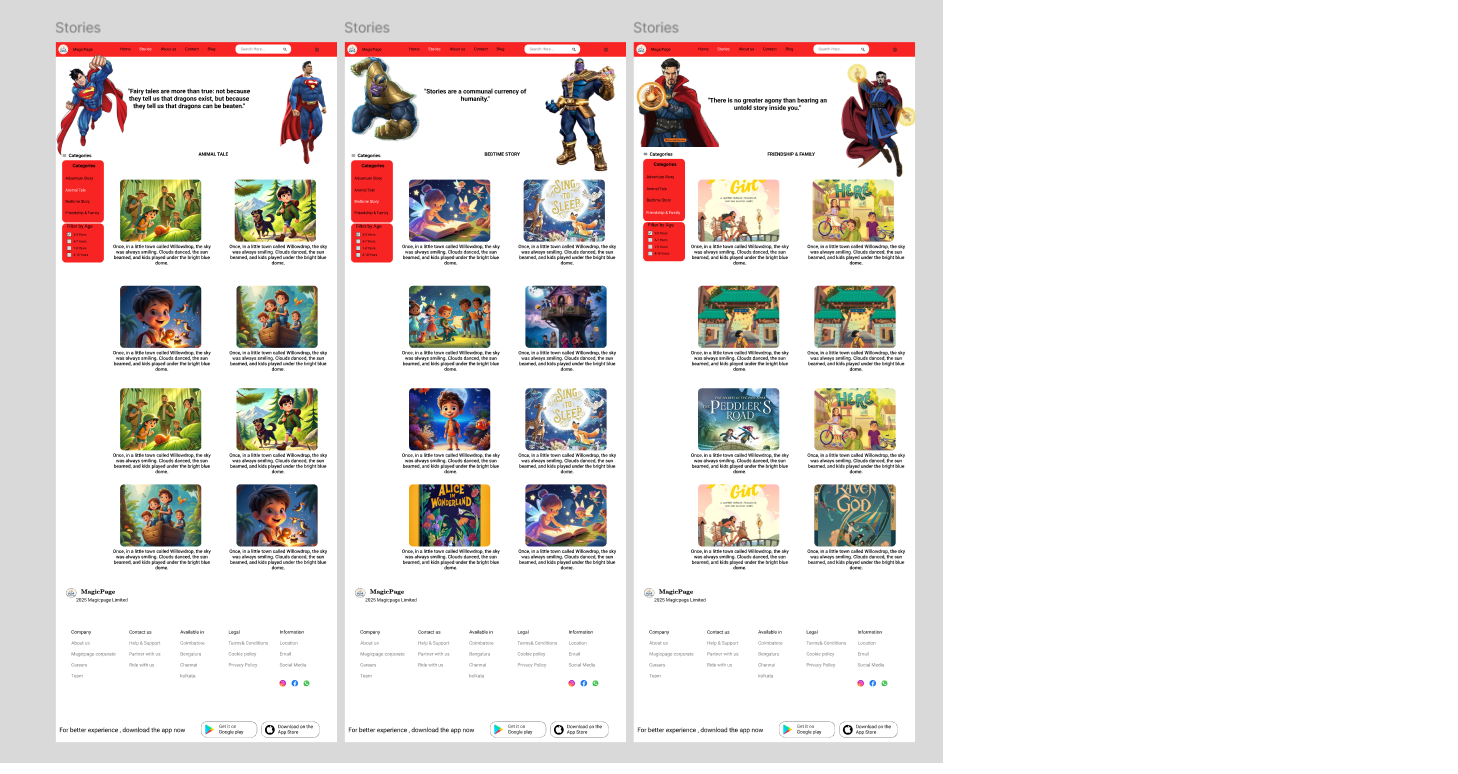 Stories
MagicPage Home Stories About us Contact Blog Search Here...
"Fairy tales are more than true: not because
they tell us that dragons exist, but because
they tell us that dragons can be beaten."
Categories
ANIMAL TALE
Categories
Adventure Story
Animal Tale
Bedtime Story
Friendship & Family
Filter by Age
Once, in a little town called Willowdrop, the sky
was always smiling. Clouds danced, the sun
beamed, and kids played under the bright blue
dome.
Once, in a little town called Willowdrop, the sky
was always smiling. Clouds danced, the sun
beamed, and kids played under the bright blue
dome.
Once, in a little town called Willowdrop, the sky
was always smiling. Clouds danced, the sun
beamed, and kids played under the bright blue
dome.
Once, in a little town called Willowdrop, the sky
was always smiling. Clouds danced, the sun
beamed, and kids played under the bright blue
dome.
Once, in a little town called Willowdrop, the sky
was always smiling. Clouds danced, the sun
beamed, and kids played under the bright blue
dome.
Once, in a little town called Willowdrop, the sky
was always smiling. Clouds danced, the sun
beamed, and kids played under the bright blue
dome.
Once, in a little town called Willowdrop, the sky
was always smiling. Clouds danced, the sun
beamed, and kids played under the bright blue
dome.
Once, in a little town called Willowdrop, the sky
was always smiling. Clouds danced, the sun
beamed, and kids played under the bright blue
dome.
MagicPage
2025 Magicpage Limited
Company
About us
Magicpage corporate
Careers
Team
Contact us
Help & Support
Partner with us
Ride with us
Available in
Coimbatore
Bengaluru
Chennai
kolkata
Legal
Terms& Conditions
Cookie policy
Privacy Policy
Information
Location
Email
Social Media
For better experience , download the app now
Get it on
Google play
Download on the
App Store
Stories
MagicPage Home Stories About us Contact Blog Search Here...
"Stories are a communal currency of
humanity."
Categories
BEDTIME STORY
Categories
Adventure Story
Animal Tale
Bedtime Story
Friendship & Family
Filter by Age
SING
TO
SLEEP
Once, in a little town called Willowdrop, the sky
was always smiling. Clouds danced, the sun
beamed, and kids played under the bright blue
dome.
Once, in a little town called Willowdrop, the sky
was always smiling. Clouds danced, the sun
beamed, and kids played under the bright blue
dome.
Once, in a little town called Willowdrop, the sky
was always smiling. Clouds danced, the sun
beamed, and kids played under the bright blue
dome.
Once, in a little town called Willowdrop, the sky
was always smiling. Clouds danced, the sun
beamed, and kids played under the bright blue
dome.
SING
TO
SLEEP
Once, in a little town called Willowdrop, the sky
was always smiling. Clouds danced, the sun
beamed, and kids played under the bright blue
dome.
Once, in a little town called Willowdrop, the sky
was always smiling. Clouds danced, the sun
beamed, and kids played under the bright blue
dome.
ALICE
IN
WONDERLAND
Once, in a little town called Willowdrop, the sky
was always smiling. Clouds danced, the sun
beamed, and kids played under the bright blue
dome.
Once, in a little town called Willowdrop, the sky
was always smiling. Clouds danced, the sun
beamed, and kids played under the bright blue
dome.
MagicPage
2025 Magicpage Limited
Company
About us
Magicpage corporate
Careers
Team
Contact us
Help & Support
Partner with us
Ride with us
Available in
Coimbatore
Bengaluru
Chennai
kolkata
Legal
Terms& Conditions
Cookie policy
Privacy Policy
Information
Location
Email
Social Media
For better experience , download the app now
Get it on
Google play
Download on the
App Store
Stories
MagicPage Home Stories About us Contact Blog Search Here...
"There is no greater agony than bearing an
untold story inside you."
Categories
FRIENDSHIP & FAMILY
Categories
Adventure Story
Animal Tale
Bedtime Story
Friendship & Family
Filter by Age
Girl
HERE
Once, in a little town called Willowdrop, the sky
was always smiling. Clouds danced, the sun
beamed, and kids played under the bright blue
dome.
Once, in a little town called Willowdrop, the sky
was always smiling. Clouds danced, the sun
beamed, and kids played under the bright blue
dome.
Once, in a little town called Willowdrop, the sky
was always smiling. Clouds danced, the sun
beamed, and kids played under the bright blue
dome.
Once, in a little town called Willowdrop, the sky
was always smiling. Clouds danced, the sun
beamed, and kids played under the bright blue
dome.
PEDDLER'S
ROAD
HERE
Once, in a little town called Willowdrop, the sky
was always smiling. Clouds danced, the sun
beamed, and kids played under the bright blue
dome.
Once, in a little town called Willowdrop, the sky
was always smiling. Clouds danced, the sun
beamed, and kids played under the bright blue
dome.
Girl
GOD
Once, in a little town called Willowdrop, the sky
was always smiling. Clouds danced, the sun
beamed, and kids played under the bright blue
dome.
Once, in a little town called Willowdrop, the sky
was always smiling. Clouds danced, the sun
beamed, and kids played under the bright blue
dome.
MagicPage
2025 Magicpage Limited
Company
About us
Magicpage corporate
Careers
Team
Contact us
Help & Support
Partner with us
Ride with us
Available in
Coimbatore
Bengaluru
Chennai
kolkata
Legal
Terms& Conditions
Cookie policy
Privacy Policy
Information
Location
Email
Social Media
For better experience , download the app now
Get it on
Google play
Download on the
App Store